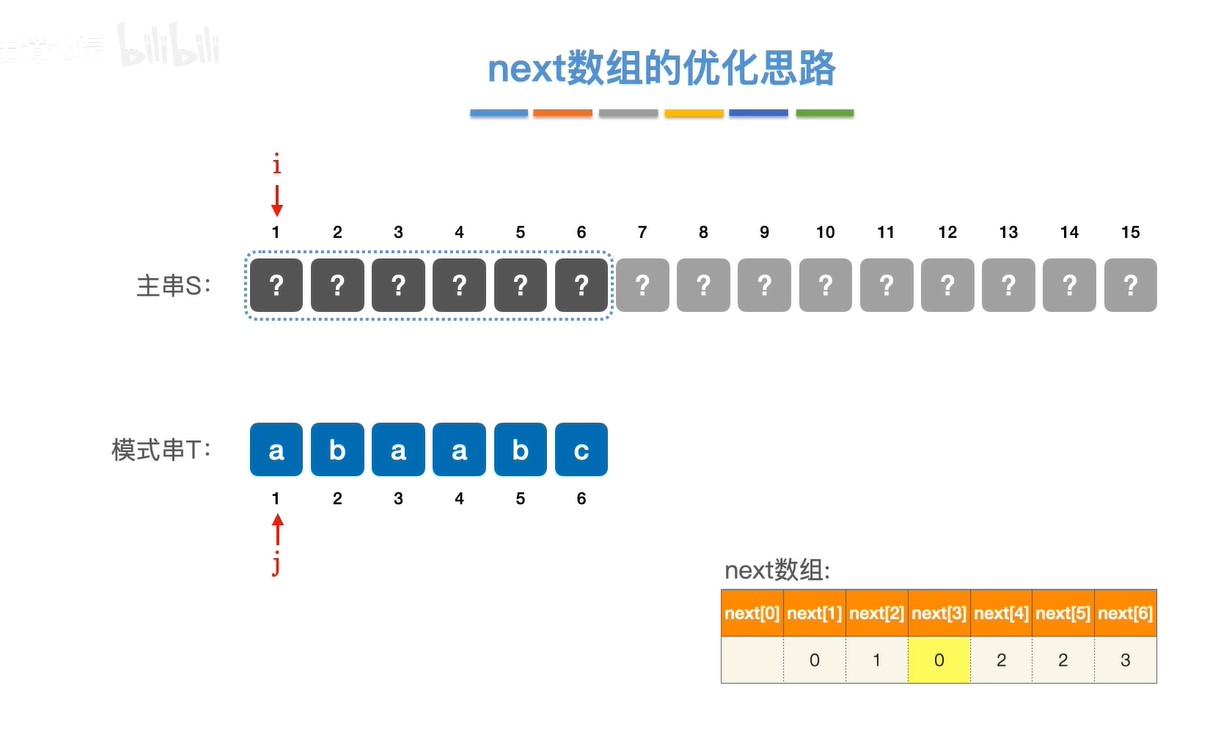 bilibili
next数组的优化思路
i
1 2 3 4 5 6 7 8 9 10 11 12 13 14 15
主串S: ? ? ? ? ? ? ? ? ? ? ? ? ? ? ?
模式串T: a b a a b c
1 2 3 4 5 6
j
next数组:
next[0] next[1] next[2] next[3] next[4] next[5] next[6]
0 1 0 2 2 3